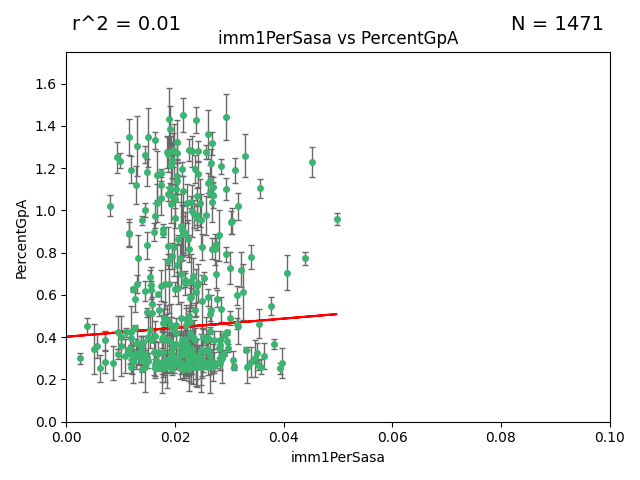 r^2 = 0.01
N = 1471
imm1PerSasa vs PercentGpA
PercentGpA
1.6
1.4
1.2
1.0
0.8
0.6
0.4
0.2
0.0
0.00 0.02 0.04 0.06 0.08 0.10
imm1PerSasa